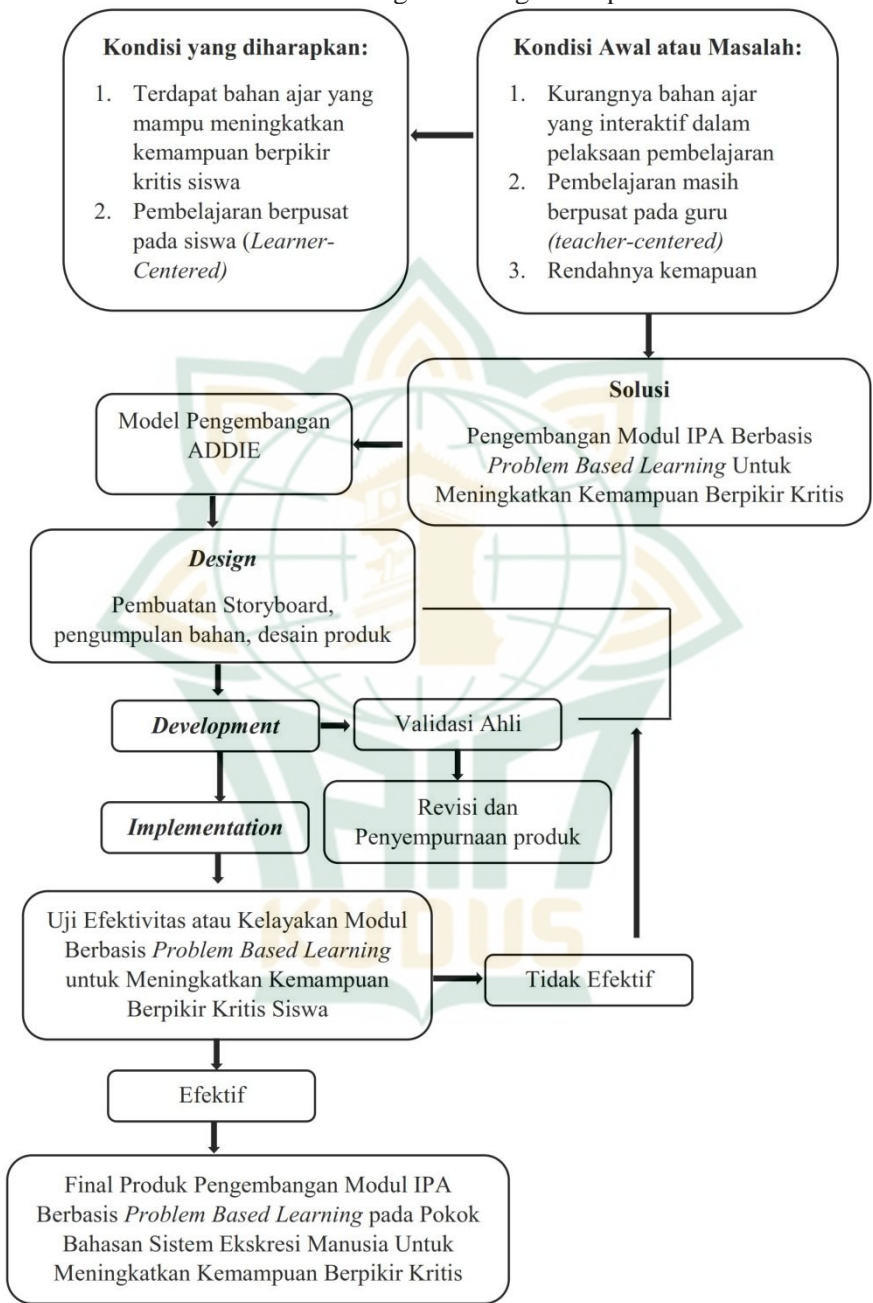 Kondisi yang diharapkan:
1. Terdapat bahan ajar yang
mampu meningkatkan
kemampuan berpikir
kritis siswa
2. Pembelajaran berpusat
pada siswa (Learner-
Centered)
Kondisi Awal atau Masalah:
1. Kurangnya bahan ajar
yang interaktif dalam
pelaksaan pembelajaran
2. Pembelajaran masih
berpusat pada guru
(teacher-centered)
3. Rendahnya kemapuan
Solusi
Pengembangan Modul IPA Berbasis
Problem Based Learning Untuk
Meningkatkan Kemampuan Berpikir Kritis
Model Pengembangan
ADDIE
Design
Pembuatan Storyboard,
pengumpulan bahan, desain produk
Development
Validasi Ahli
Revisi dan
Penyempurnaan produk
Implementation
Uji Efektivitas atau Kelayakan Modul
Berbasis Problem Based Learning
untuk Meningkatkan Kemampuan
Berpikir Kritis Siswa
Tidak Efektif
Efektif
Final Produk Pengembangan Modul IPA
Berbasis Problem Based Learning pada Pokok
Bahasan Sistem Ekskresi Manusia Untuk
Meningkatkan Kemampuan Berpikir Kritis
KUDUS